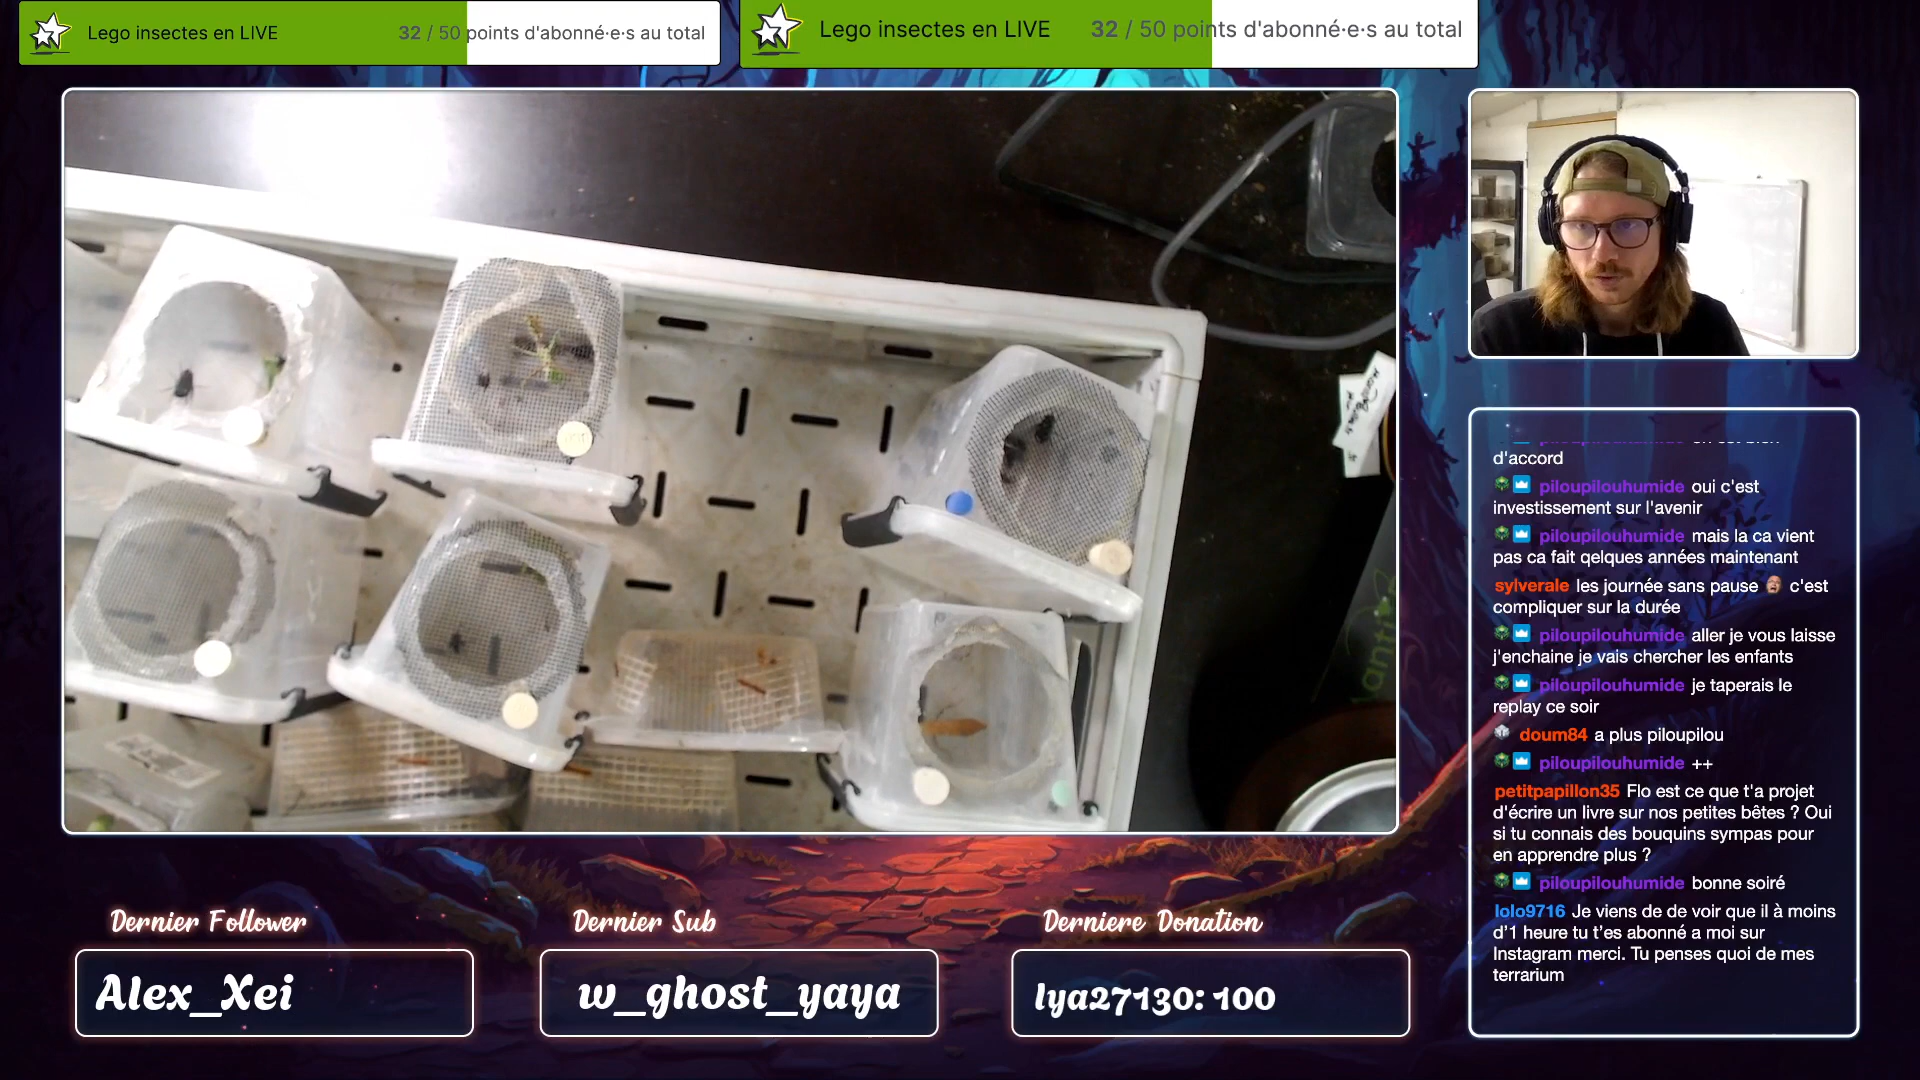 Lego insectes en LIVE 32 / 50 points d'abonné·e·s au total
Lego insectes en LIVE 32 / 50 points d'abonné·e·s au total
d'accord
piloupilouhumide oui c'est
investissement sur l'avenir
piloupilouhumide mais la ca vient
pas ca fait qelques années maintenant
sylverale les journée sans pause c'est
compliquer sur la durée
piloupilouhumide aller je vous laisse
j'enchaine je vais chercher les enfants
piloupilouhumide je taperais le
replay ce soir
doum84 a plus piloupilou
piloupilouhumide ++
petitpapillon35 Flo est ce que t'a projet
d'écrire un livre sur nos petites bêtes ? Oui
si tu connais des bouquins sympas pour
en apprendre plus ?
piloupilouhumide bonne soiré
lolo9716 Je viens de de voir que il à moins
d'1 heure tu t'es abonné a moi sur
Instagram merci. Tu penses quoi de mes
terrarium
Dernier Follower
Alex_Xei
Dernier Sub
w_ghost_yaya
Derniere Donation
lya27130: 100